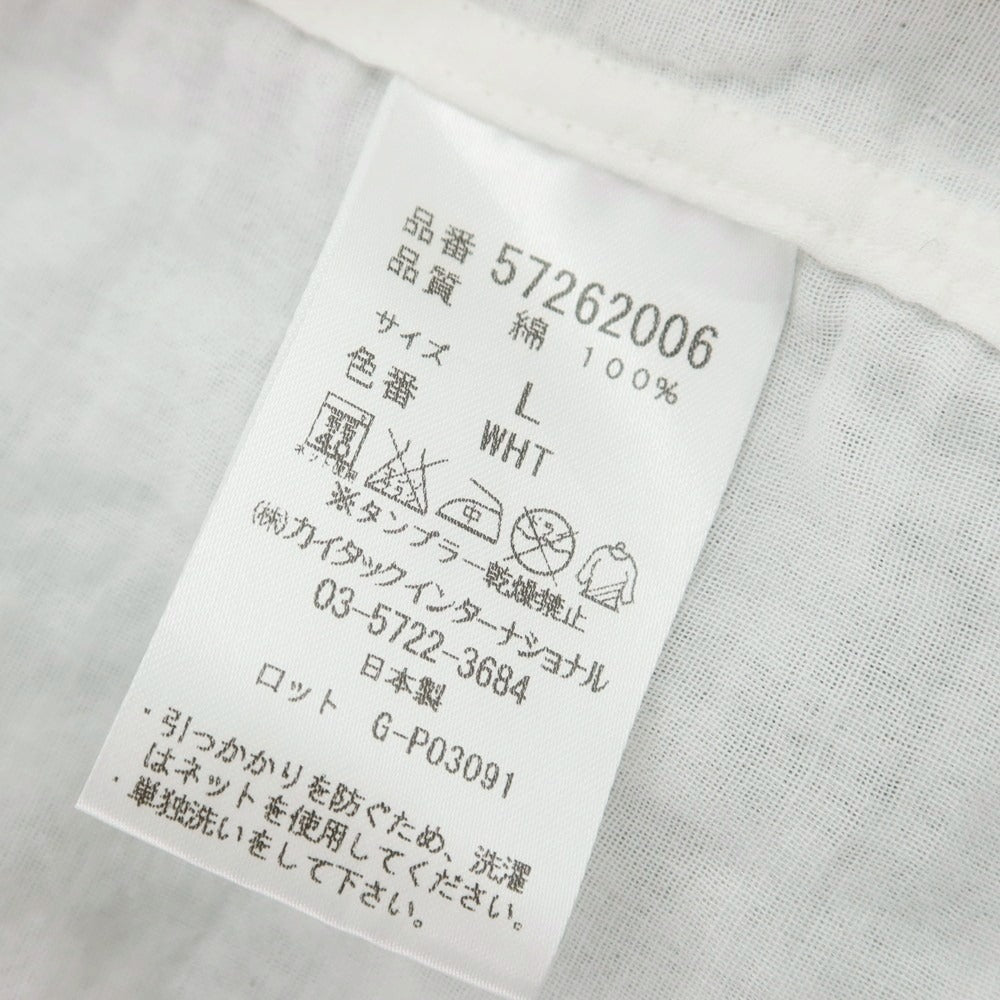 品番 57262006
品質 綿 100%
サイズ L
色番 WHT
40
中
※タンブラー乾燥禁止
(株)カイタックインターナショナル
03-5722-3684
日本製
ロット G-P03091
・引っかかりを防ぐため、洗濯
はネットを使用してください。
・単独洗いをして下さい。